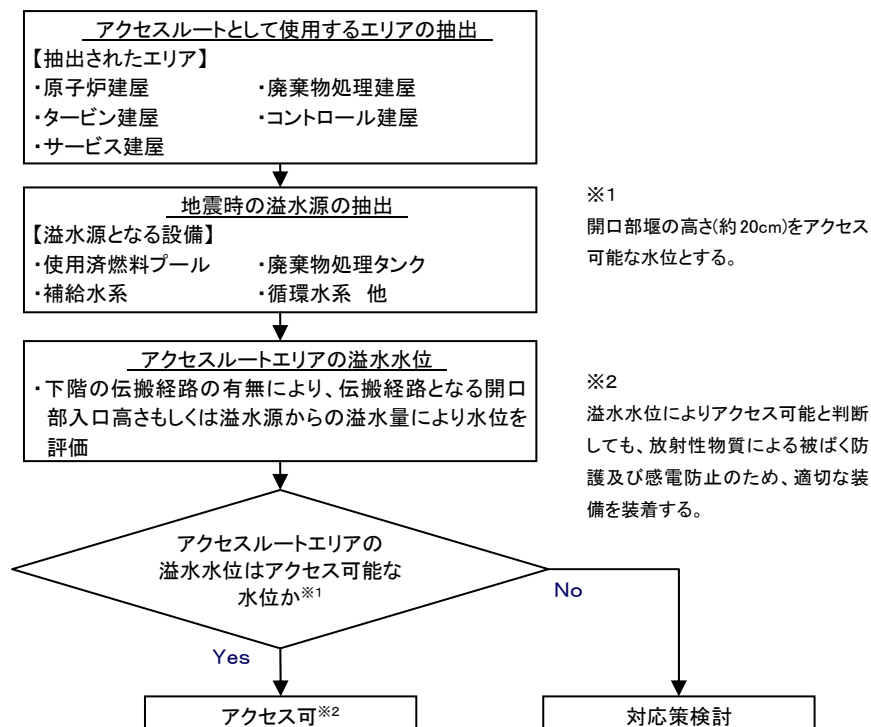 アクセスルートとして使用するエリアの抽出
【抽出されたエリア】
・原子炉建屋 ・廃棄物処理建屋
・タービン建屋 ・コントロール建屋
・サービス建屋
地震時の溢水源の抽出
【溢水源となる設備】
・使用済燃料プール ・廃棄物処理タンク
・補給水系 ・循環水系 他
※1
開口部堰の高さ(約20cm)をアクセス
可能な水位とする。
アクセスルートエリアの溢水水位
・下階の伝搬経路の有無により、伝搬経路となる開口
部入口高さもしくは溢水源からの溢水量により水位を
評価
※2
溢水水位によりアクセス可能と判断
しても、放射性物質による被ばく防
護及び感電防止のため、適切な装
備を装着する。
アクセスルートエリアの
溢水水位はアクセス可能な
水位か※1
No
Yes
アクセス可※2
対応策検討